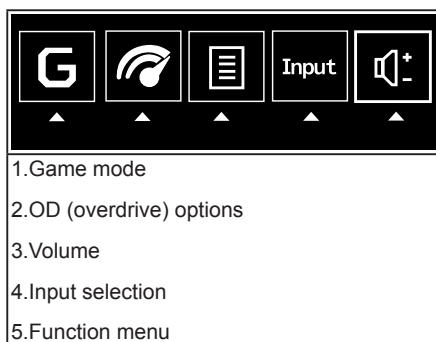 G Input + -
1.Game mode
2.OD (overdrive) options
3.Volume
4.Input selection
5.Function menu